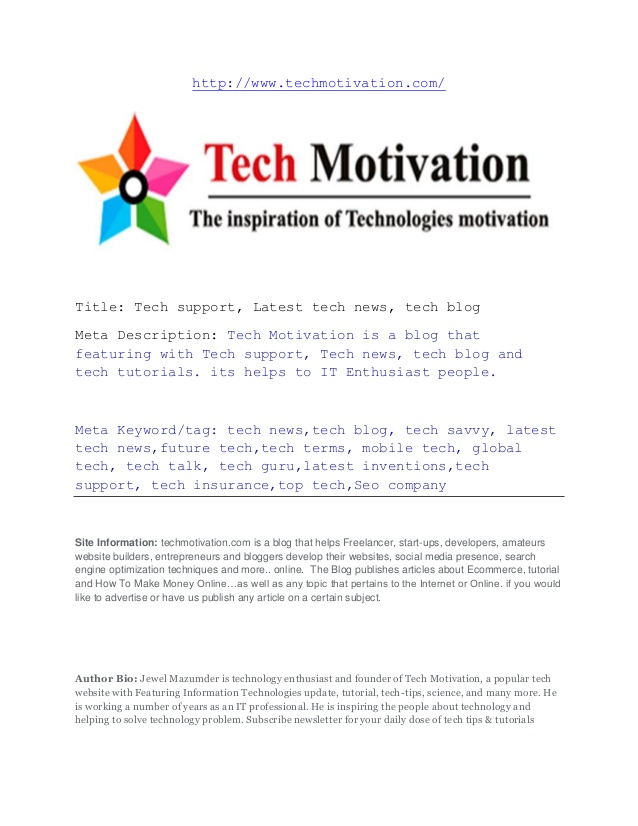 http://www.techmotivation.com/
Tech Motivation
The inspiration of Technologies motivation
Title: Tech support, Latest tech news, tech blog
Meta Description: Tech Motivation is a blog that
featuring with Tech support, Tech news, tech blog and
tech tutorials. its helps to IT Enthusiast people.
Meta Keyword/tag: tech news,tech blog, tech savvy, latest
tech news,future tech,tech terms, mobile tech, global
tech, tech talk, tech guru,latest inventions,tech
support, tech insurance,top tech,Seo company
Site Information: techmotivation.com is a blog that helps Freelancer, start-ups, developers, amateurs
website builders, entrepreneurs and bloggers develop their websites, social media presence, search
engine optimization techniques and more.. online. The Blog publishes articles about Ecommerce, tutorial
and How To Make Money Online…as well as any topic that pertains to the Internet or Online. if you would
like to advertise or have us publish any article on a certain subject.
Author Bio: Jewel Mazumder is technology enthusiast and founder of Tech Motivation, a popular tech
website with Featuring Information Technologies update, tutorial, tech-tips, science, and many more. He
is working a number of years as an IT professional. He is inspiring the people about technology and
helping to solve technology problem. Subscribe newsletter for your daily dose of tech tips & tutorials